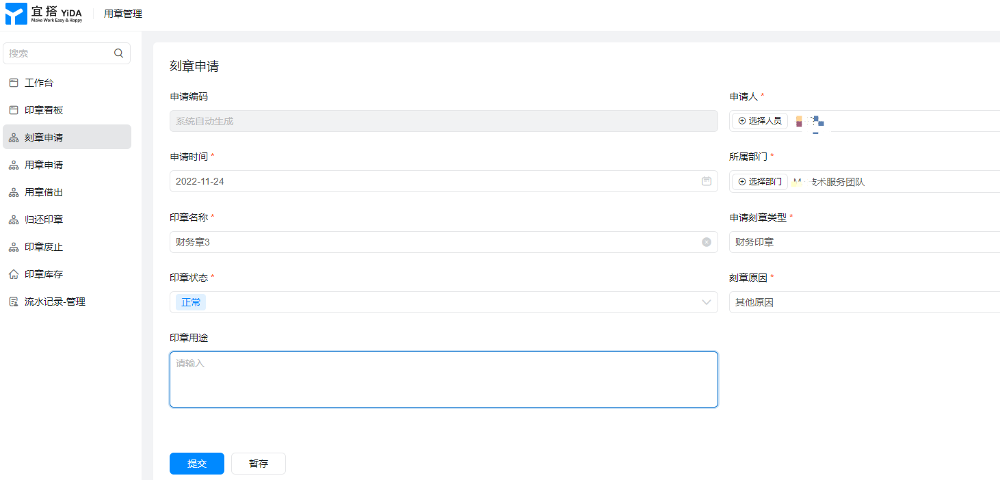 宜搭 YiDA
Make Work Easy & Happy
用章管理
搜索
工作台
印章看板
刻章申请
用章申请
用章借出
归还印章
印章废止
印章库存
流水记录-管理
刻章申请
申请编码
系统自动生成
申请人 *
选择人员
申请时间 *
2022-11-24
所属部门 *
选择部门 技术服务团队
印章名称 *
财务章3
申请刻章类型 *
财务印章
印章状态 *
正常
刻章原因 *
其他原因
印章用途
请输入
提交
暂存